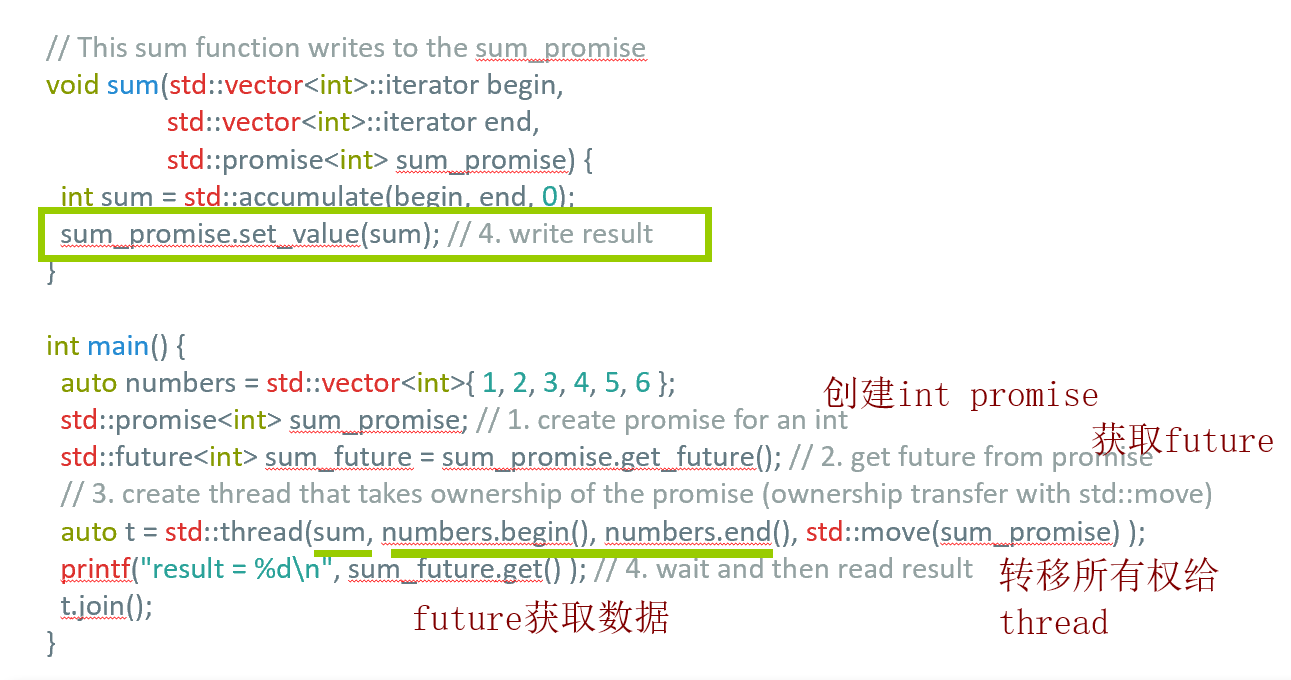 // This sum function writes to the sum_promise
void sum(std::vector<int>::iterator begin,
std::vector<int>::iterator end,
std::promise<int> sum_promise) {
int sum = std::accumulate(begin, end, 0);
sum_promise.set_value(sum); // 4. write result
}
int main() {
auto numbers = std::vector<int>{ 1, 2, 3, 4, 5, 6 };
创建int promise
std::promise<int> sum_promise; // 1. create promise for an int
获取future
std::future<int> sum_future = sum_promise.get_future(); // 2. get future from promise
// 3. create thread that takes ownership of the promise (ownership transfer with std::move)
auto t = std::thread(sum, numbers.begin(), numbers.end(), std::move(sum_promise) );
printf("result = %d\n", sum_future.get() ); // 4. wait and then read result
转移所有权给
thread
t.join();
future获取数据
}